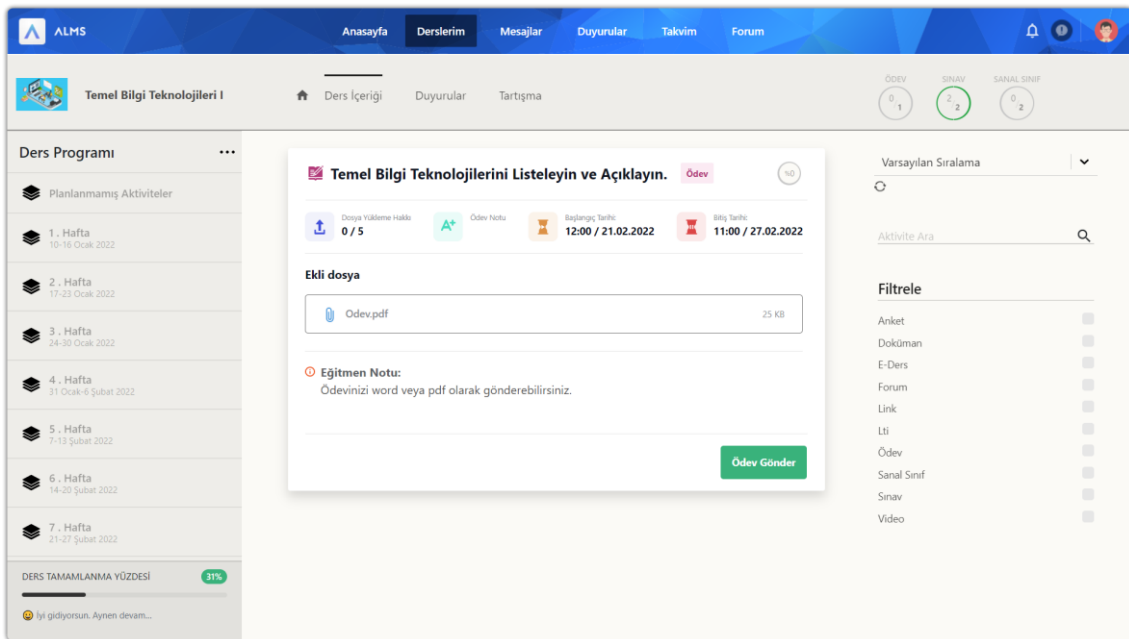 ALMS
Anasayfa Derslerim Mesajlar Duyurular Takvim Forum
Temel Bilgi Teknolojileri I
Ders İçeriği Duyurular Tartışma
ÖDEV SINAV SANAL SINIF
0 1 2 2 0 2
Ders Programı
Planlanmamış Aktiviteler
1 . Hafta
10-16 Ocak 2022
2 . Hafta
17-23 Ocak 2022
3 . Hafta
24-30 Ocak 2022
4 . Hafta
31 Ocak-6 Şubat 2022
5 . Hafta
7-13 Şubat 2022
6 . Hafta
14-20 Şubat 2022
7 . Hafta
21-27 Şubat 2022
DERS TAMAMLANMA YÜZDESİ 31%
İyi gidiyorsun. Aynen devam...
Temel Bilgi Teknolojilerini Listeleyin ve Açıklayın. Ödev %0
Dosya Yükleme Hakkı
0 / 5
A+ Ödev Notu
Başlangıç Tarihi:
12:00 / 21.02.2022
Bitiş Tarihi:
11:00 / 27.02.2022
Ekli dosya
Odev.pdf 25 KB
Eğitmen Notu:
Ödevinizi word veya pdf olarak gönderebilirsiniz.
Ödev Gönder
Varsayılan Sıralama
Aktivite Ara
Filtrele
Anket
Doküman
E-Ders
Forum
Link
Lti
Ödev
Sanal Sınıf
Sınav
Video